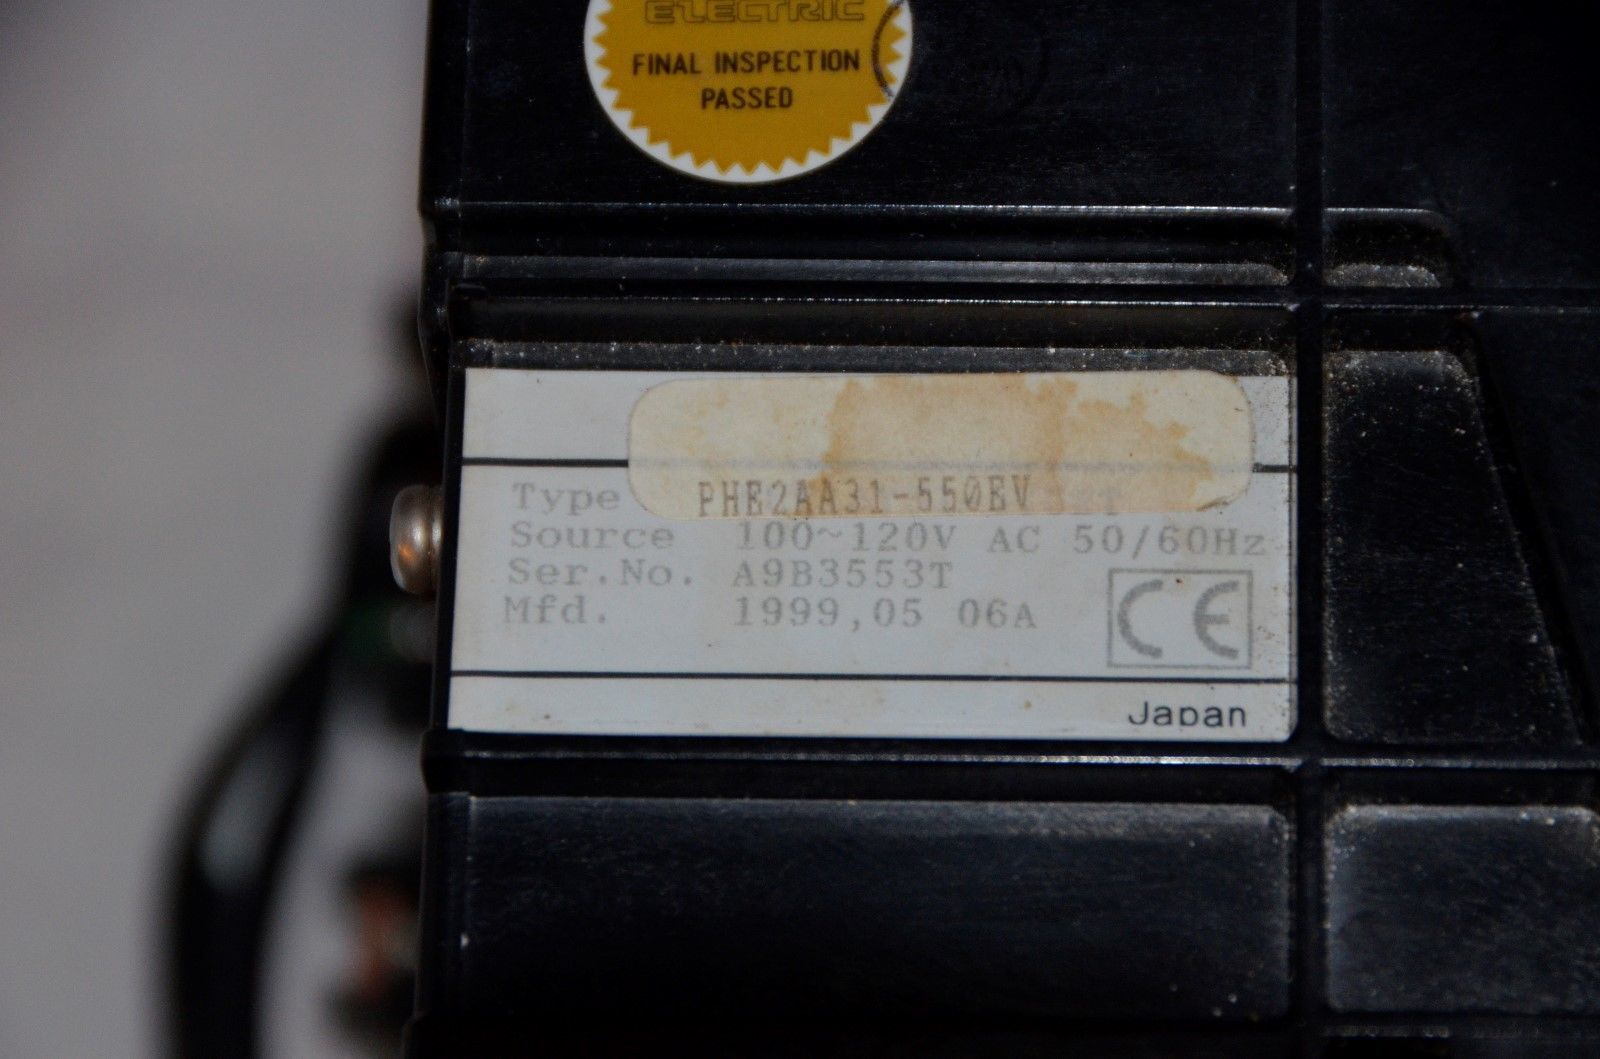 ELECTRIC
FINAL INSPECTION
PASSED
Type PHE2AA31-550EV
Source 100~120V AC 50/60Hz
Ser.No. A9B3553T
Mfd. 1999,05 06A
CE
Japan